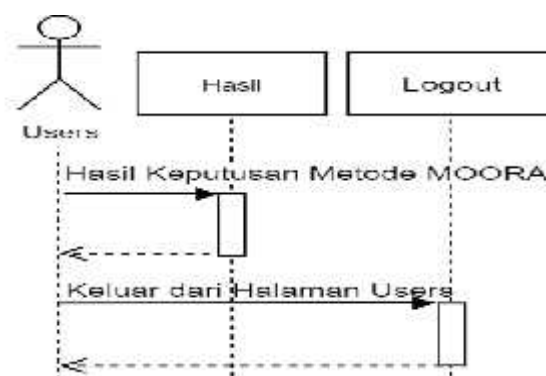 Hasil
Logout
Users
Hasil Keputusan Metode MOORA
Keluar dari Halaman Users